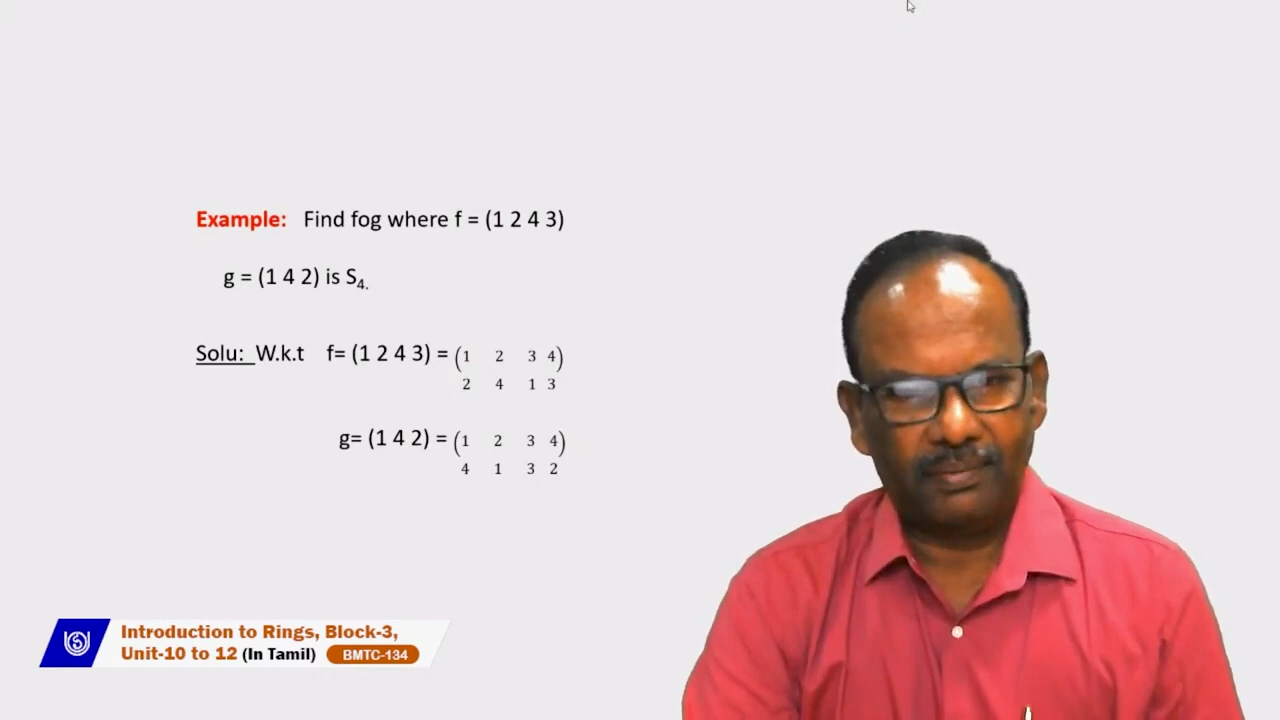 Example: Find fog where f = (1 2 4 3)
g = (1 4 2) is S4.
Solu: W.k.t f= (1 2 4 3) = (1 2 3 4)
2 4 1 3
g= (1 4 2) = (1 2 3 4)
4 1 3 2
Introduction to Rings, Block-3,
Unit-10 to 12 (In Tamil) BMTC-134